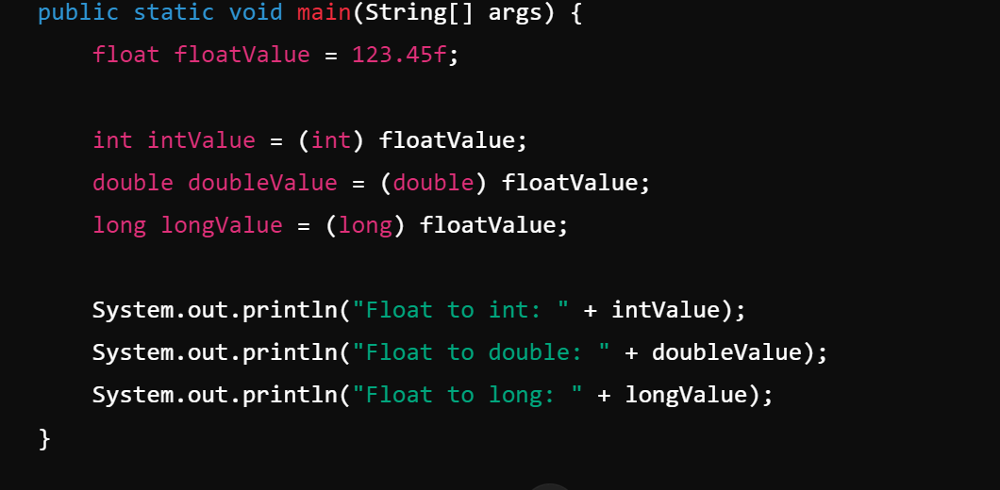 public static void main(String[] args) {
float floatValue = 123.45f;
int intValue = (int) floatValue;
double doubleValue = (double) floatValue;
long longValue = (long) floatValue;
System.out.println("Float to int: " + intValue);
System.out.println("Float to double: " + doubleValue);
System.out.println("Float to long: " + longValue);
}